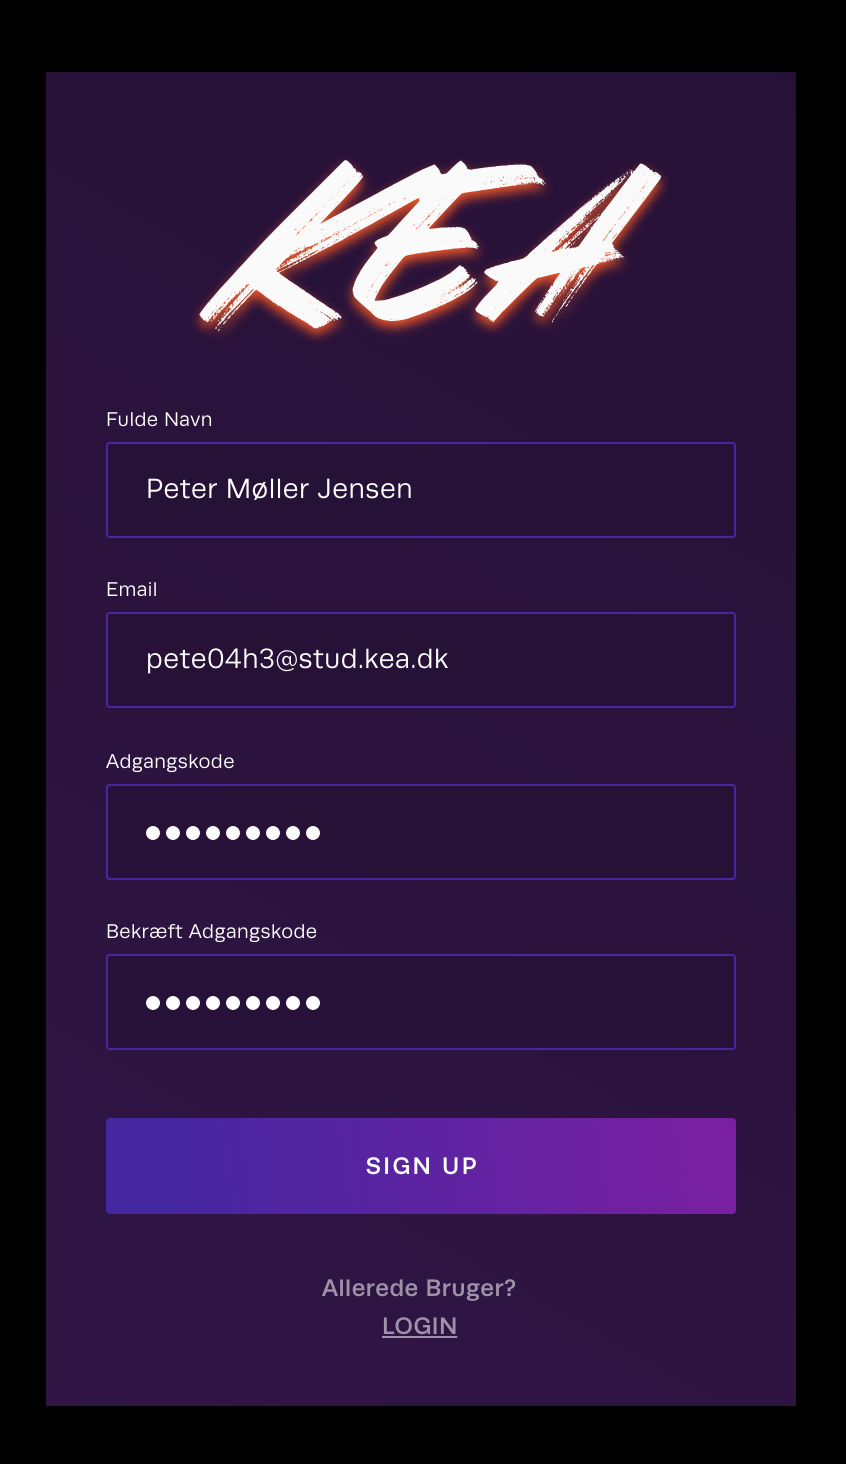 KEA
Fulde Navn
Peter Møller Jensen
Email
pete04h3@stud.kea.dk
Adgangskode
●●●●●●●●●
Bekræft Adgangskode
●●●●●●●●●
SIGN UP
Allerede Bruger?
LOGIN